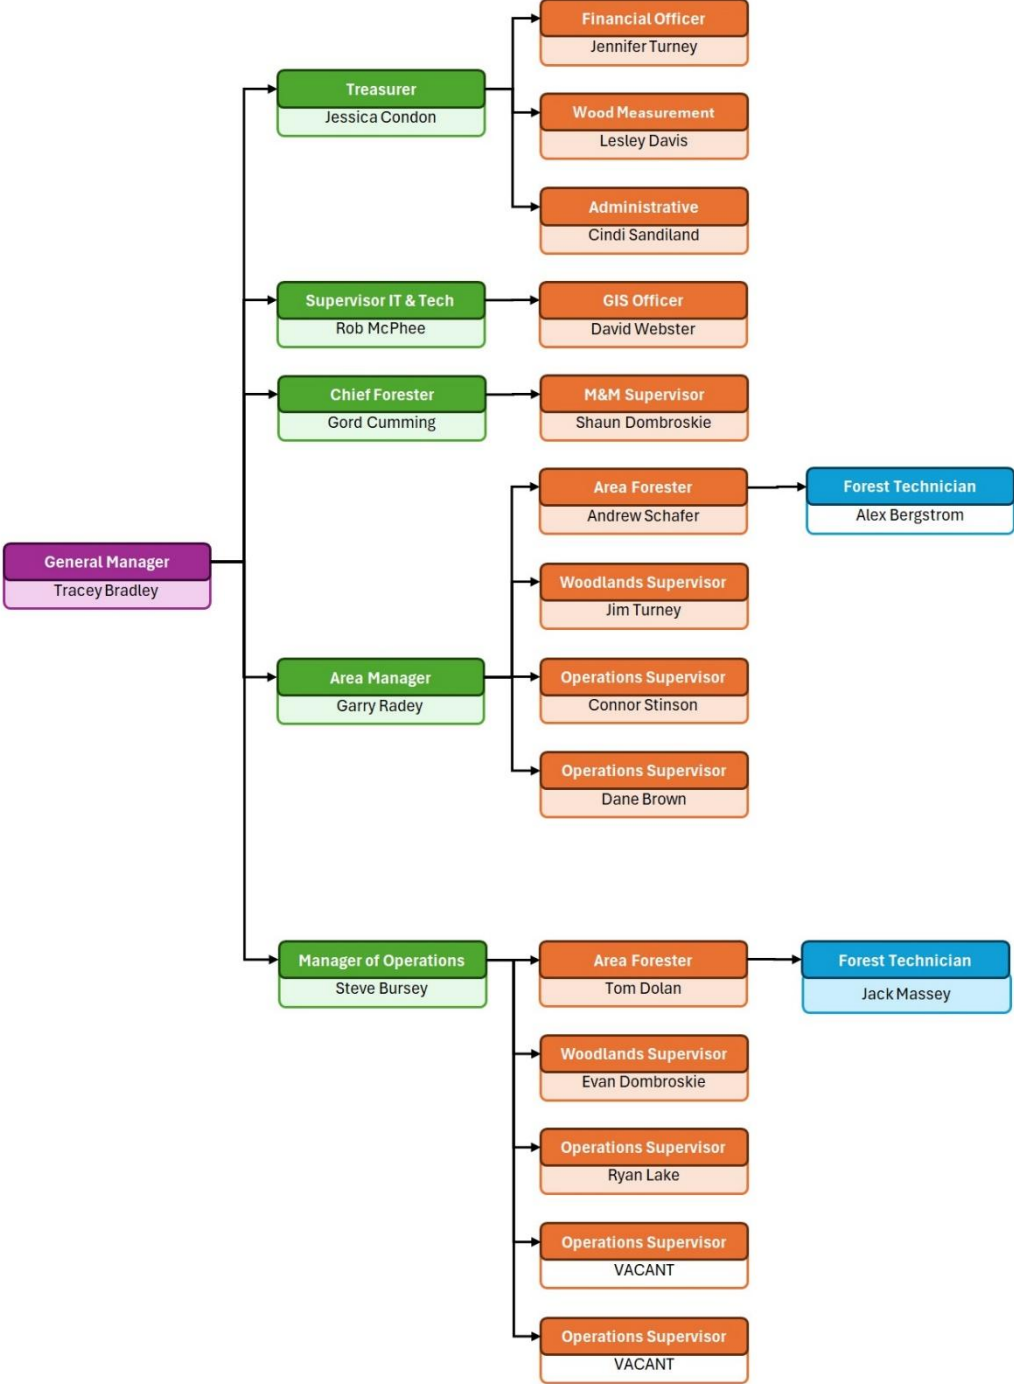 Financial Officer
Jennifer Turney
Treasurer
Jessica Condon
Wood Measurement
Lesley Davis
Administrative
Cindi Sandiland
Supervisor IT & Tech
Rob McPhee
GIS Officer
David Webster
Chief Forester
Gord Cumming
M&M Supervisor
Shaun Dombroskie
Area Forester
Andrew Schafer
Forest Technician
Alex Bergstrom
General Manager
Tracey Bradley
Woodlands Supervisor
Jim Turney
Area Manager
Garry Radey
Operations Supervisor
Connor Stinson
Operations Supervisor
Dane Brown
Manager of Operations
Steve Bursey
Area Forester
Tom Dolan
Forest Technician
Jack Massey
Woodlands Supervisor
Evan Dombroskie
Operations Supervisor
Ryan Lake
Operations Supervisor
VACANT
Operations Supervisor
VACANT